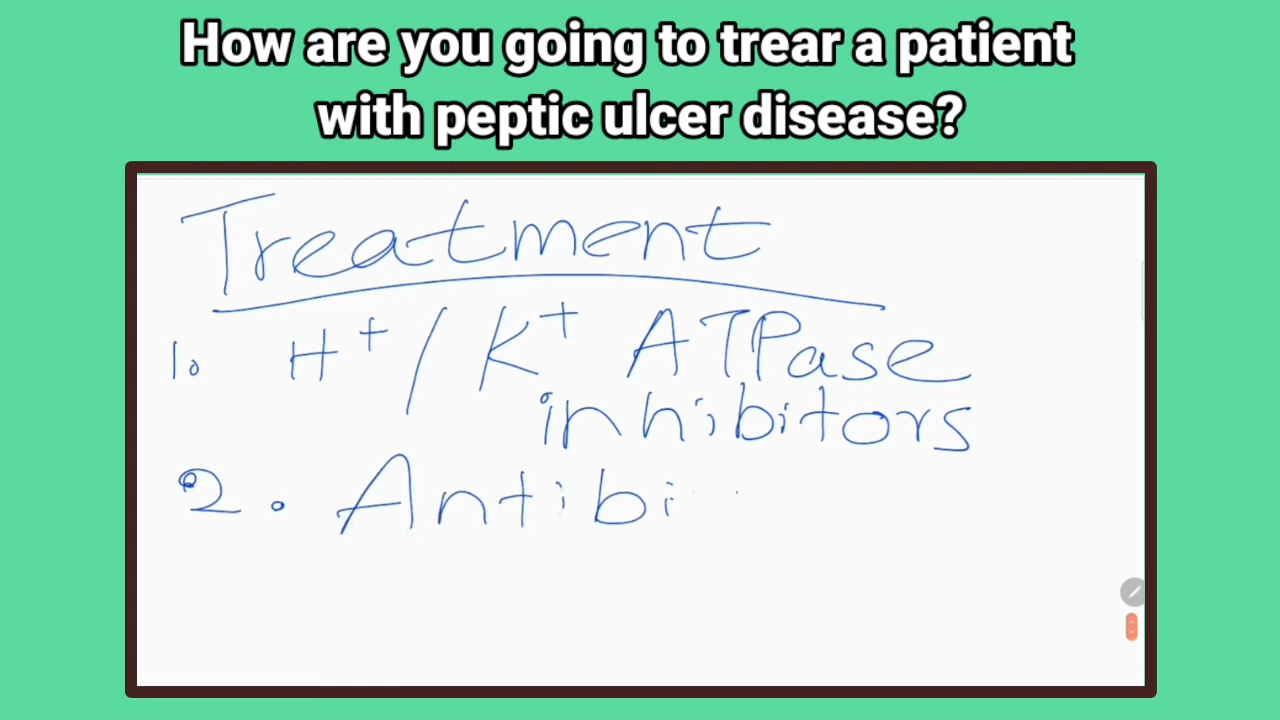 How are you going to trear a patient
with peptic ulcer disease?
Treatment
1. H+/K+ ATPase
inhibitors
2. Antibi